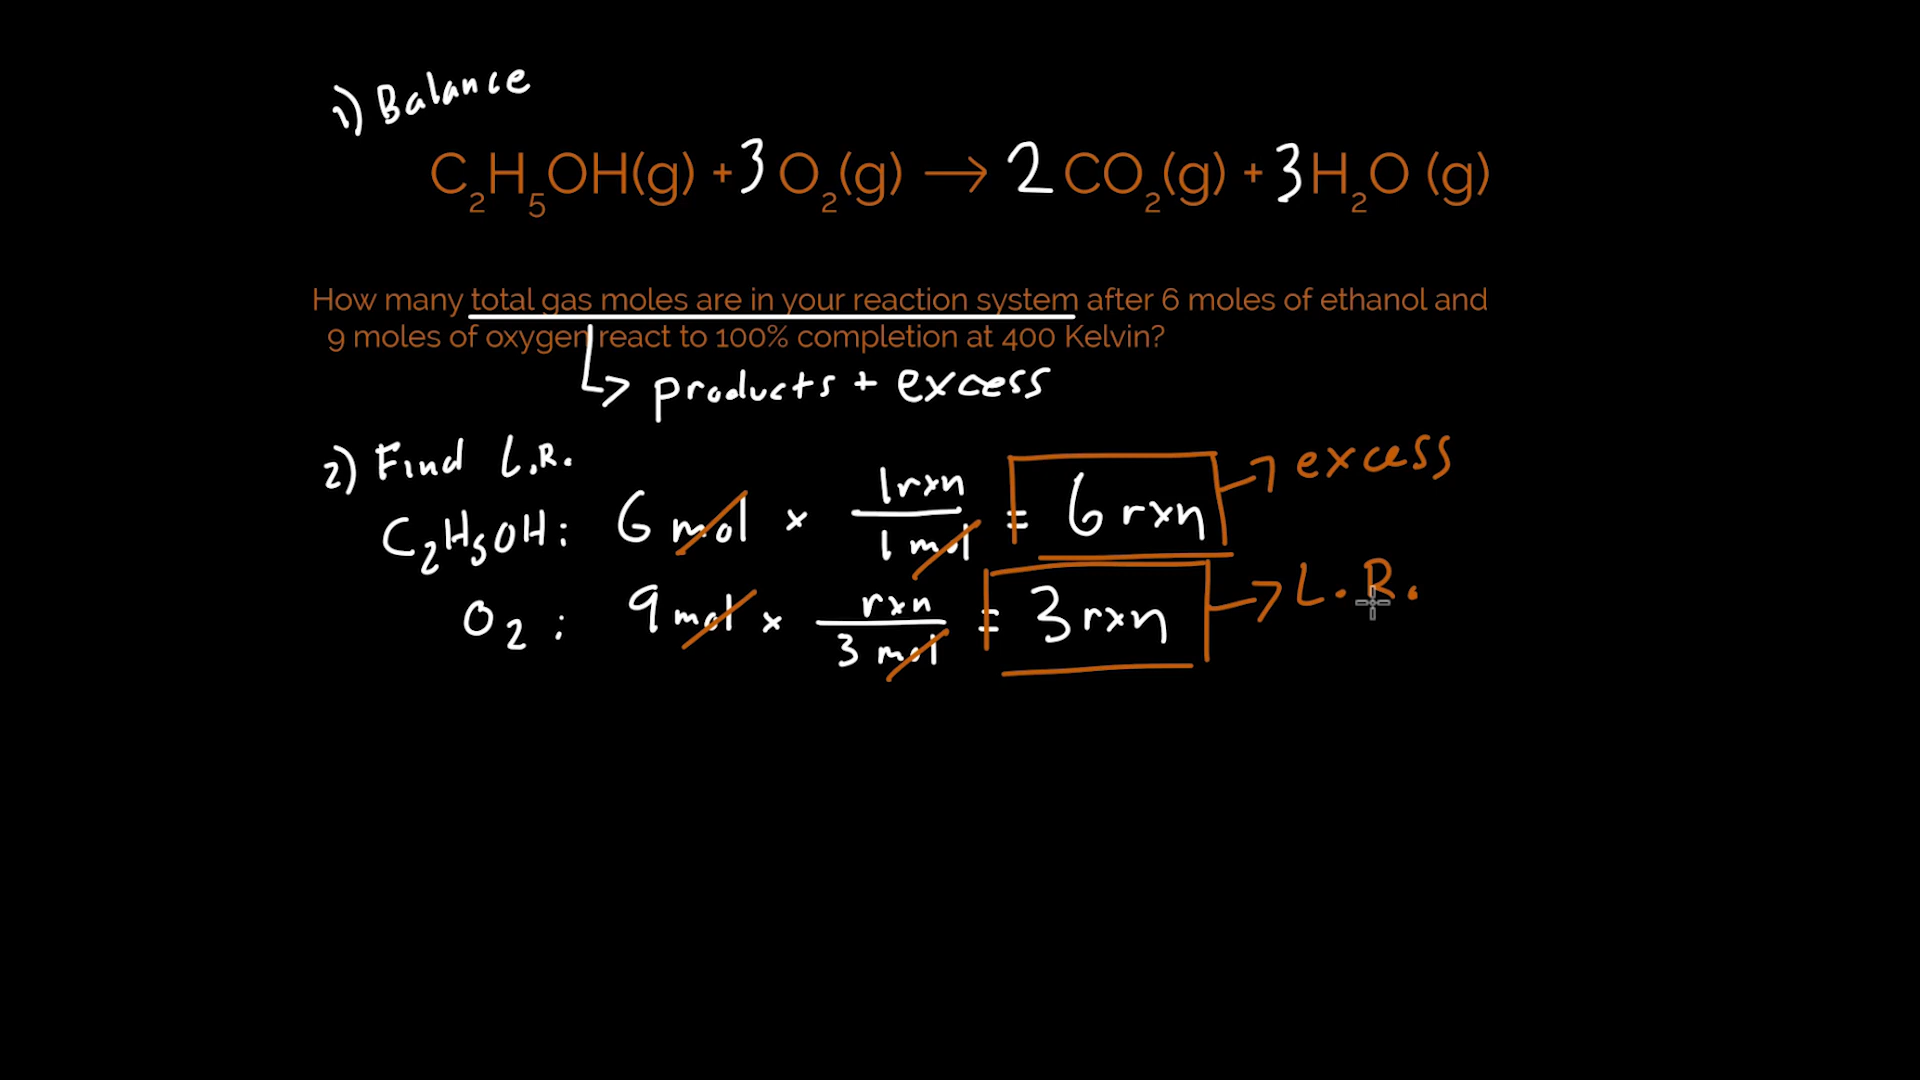 1) Balance
C₂H₅OH(g) + 3 O₂(g) → 2 CO₂(g) + 3 H₂O (g)
How many total gas moles are in your reaction system after 6 moles of ethanol and
9 moles of oxygen react to 100% completion at 400 Kelvin?
↳ products + excess
2) Find L.R.
C₂H₅OH: 6 mol × 1 rxn / 1 mol = 6 rxn → excess
O₂: 9 mol × rxn / 3 mol = 3 rxn → L.R.